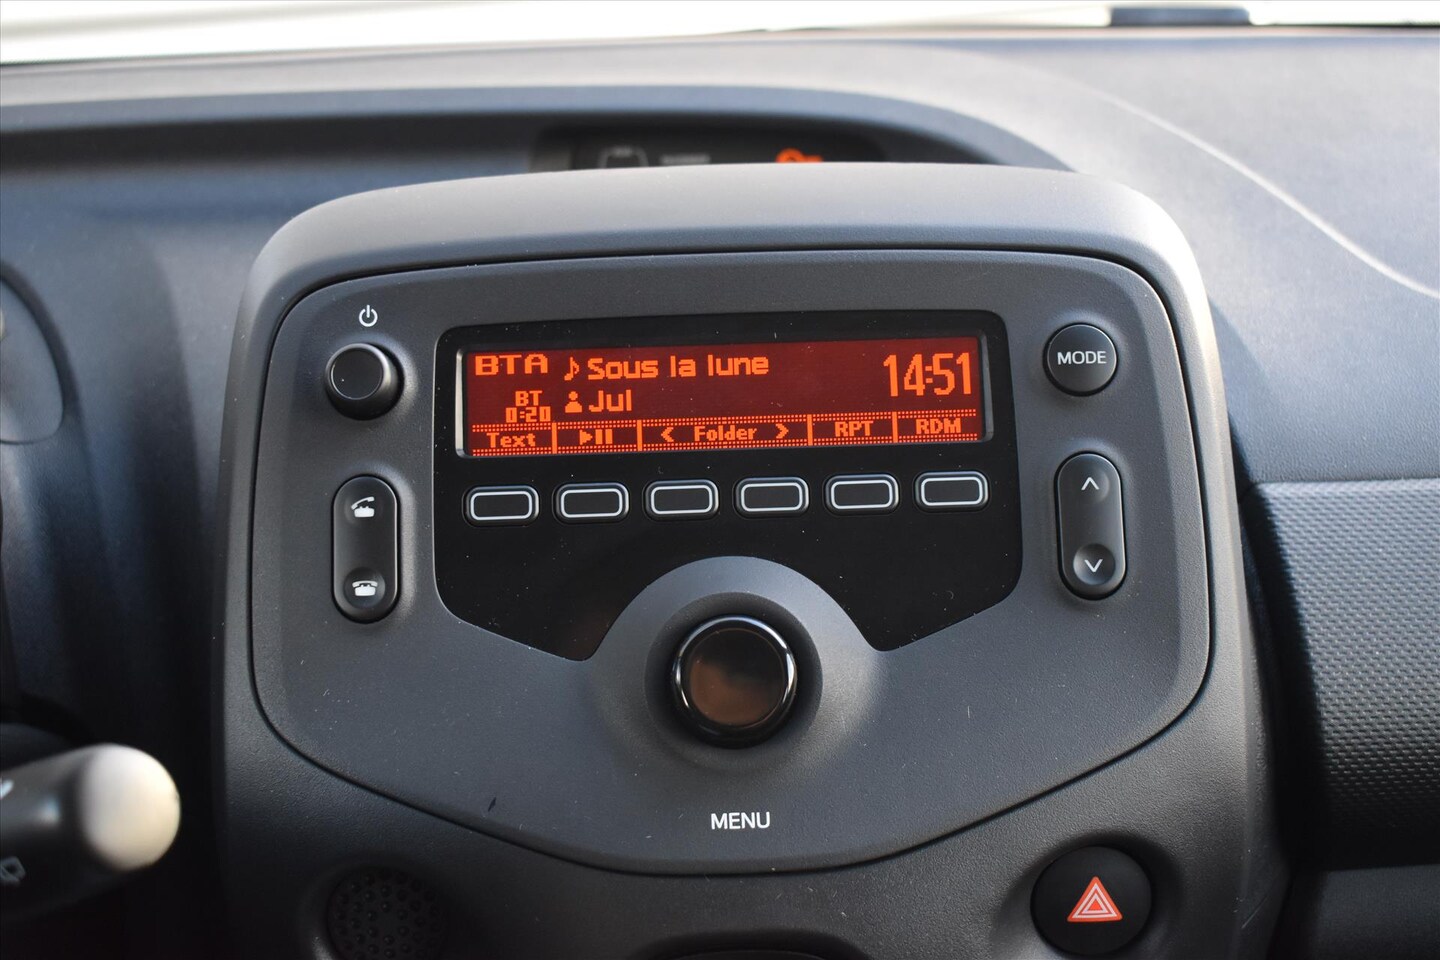 BTA ♪ Sous la lune 14:51
BT
0:20 Jul
Text ▶II < Folder > RPT RDM
MODE
MENU